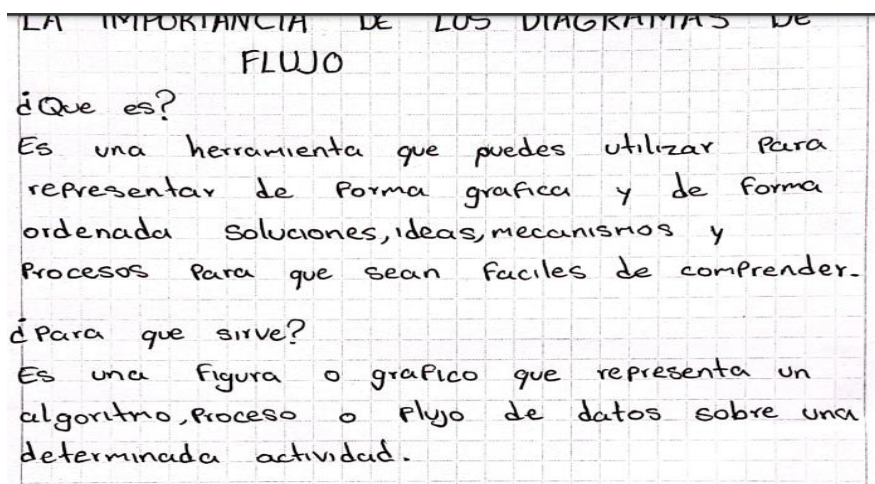 LA IMPORTANCIA DE LOS DIAGRAMAS DE
FLUJO
¿Que es?
Es una herramienta que puedes utilizar Para
representar de Forma grafica y de Forma
ordenada soluciones, ideas, mecanismos y
Procesos Para que sean Faciles de comprender.
¿Para que sirve?
Es una Figura o grafico que representa un
algoritmo, Proceso o Flujo de datos sobre una
determinada actividad.